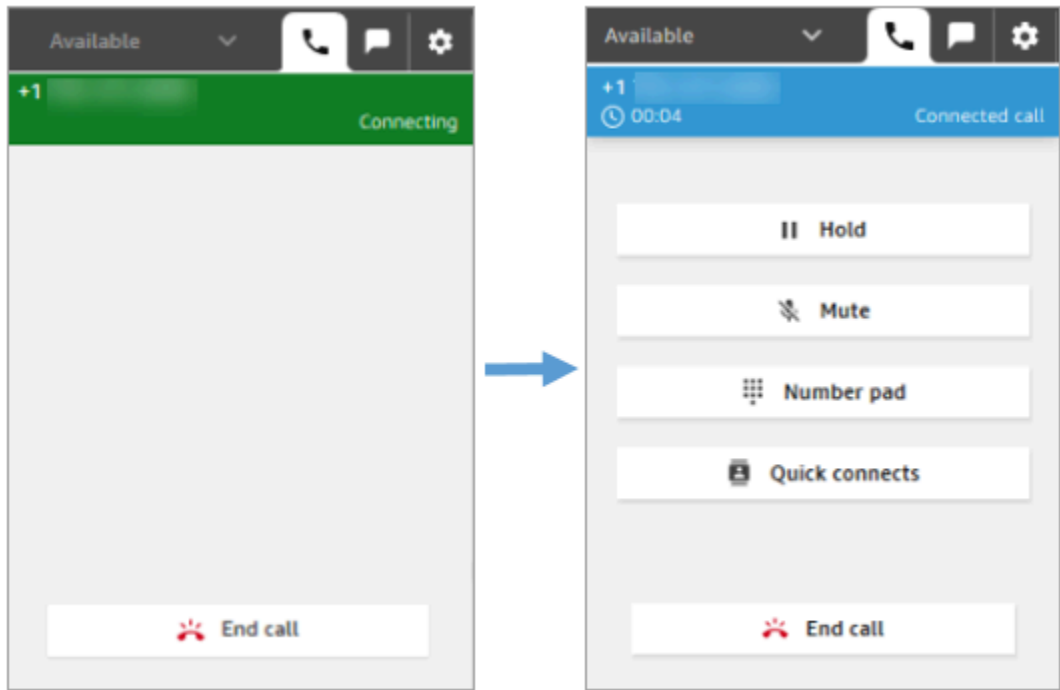 Available
+1
Connecting
End call
Available
+1
00:04 Connected call
Hold
Mute
Number pad
Quick connects
End call